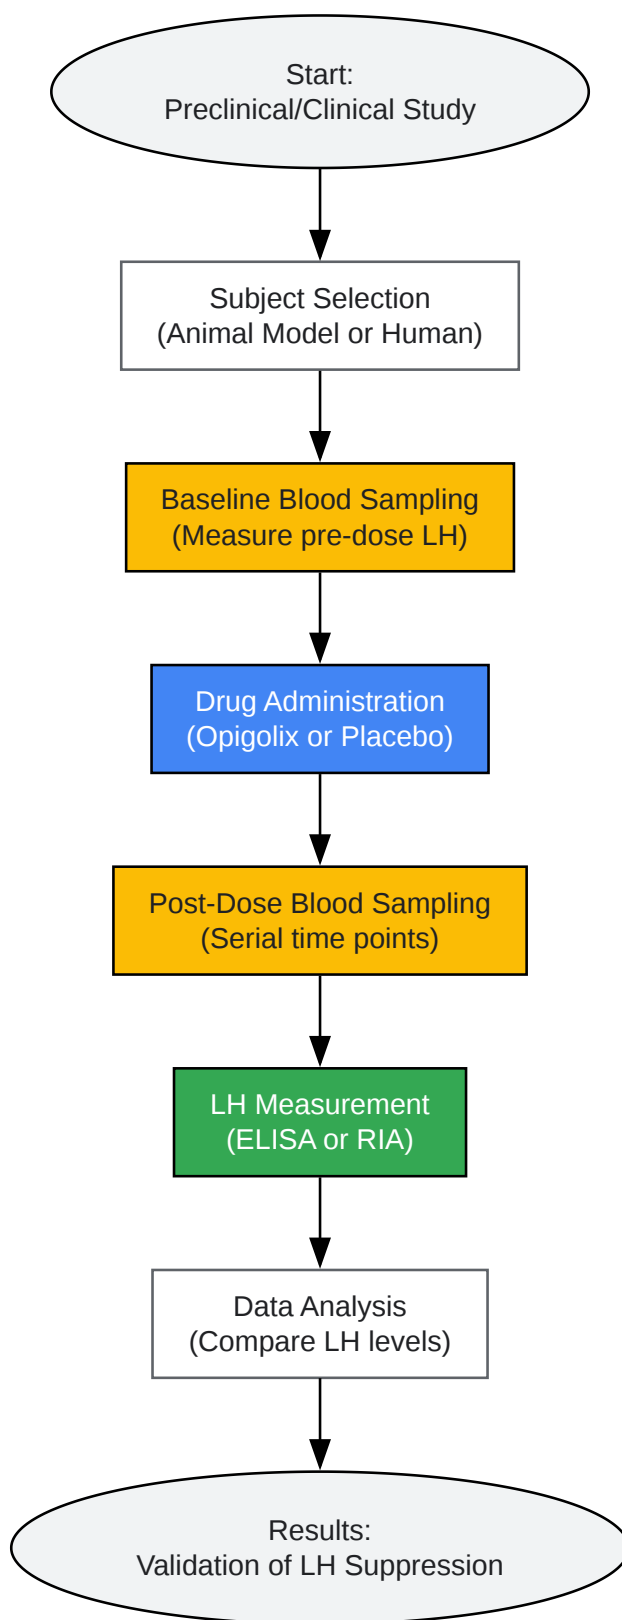 Start:
Preclinical/Clinical Study
Subject Selection
(Animal Model or Human)
Baseline Blood Sampling
(Measure pre-dose LH)
Drug Administration
(Opigolix or Placebo)
Post-Dose Blood Sampling
(Serial time points)
LH Measurement
(ELISA or RIA)
Data Analysis
(Compare LH levels)
Results:
Validation of LH Suppression